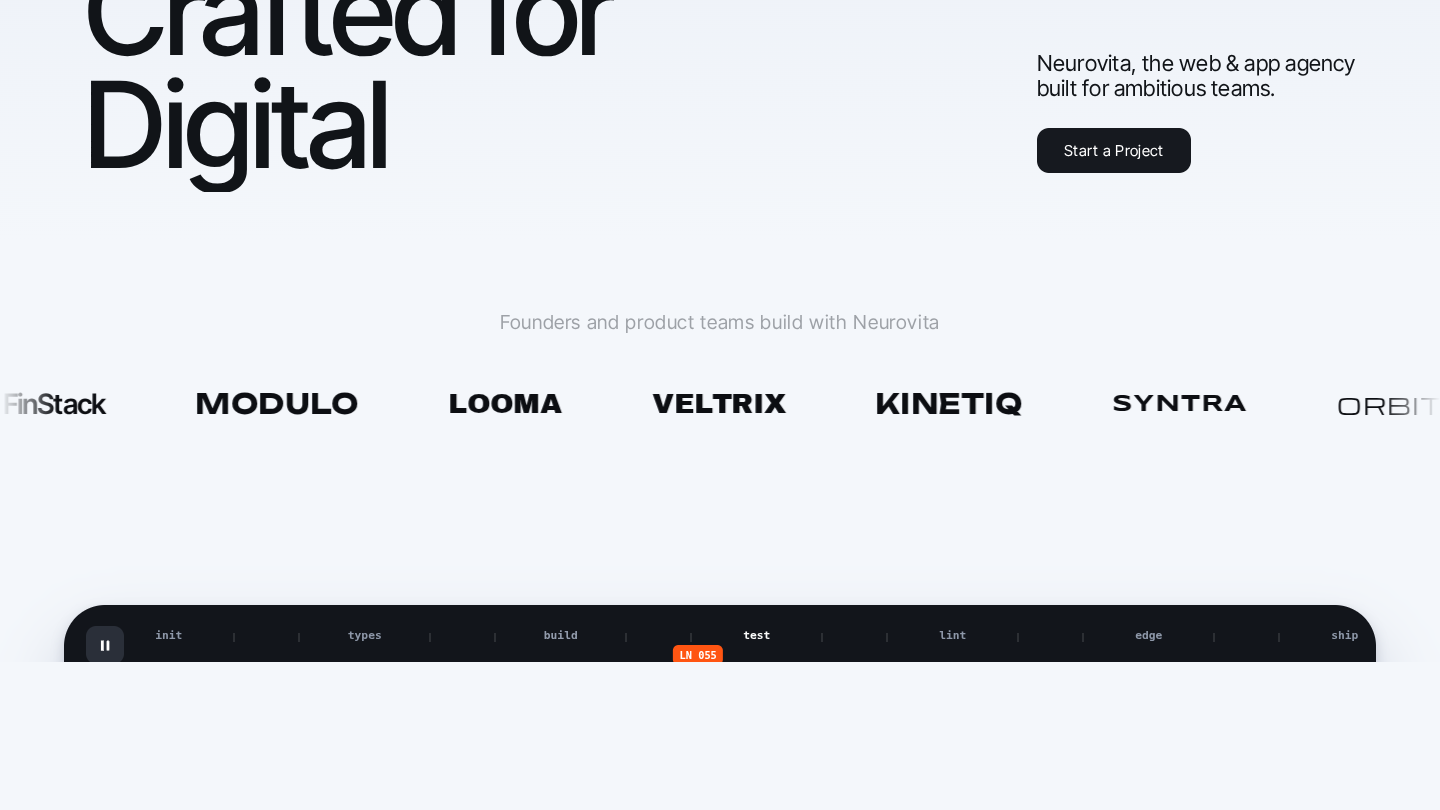 Crafted for
Digital
Neurovita, the web & app agency
built for ambitious teams.
Start a Project
Founders and product teams build with Neurovita
FinStack MODULO LOOMA VELTRIX KINETIQ SYNTRA ORBIT
init types build test lint edge ship
LN 055